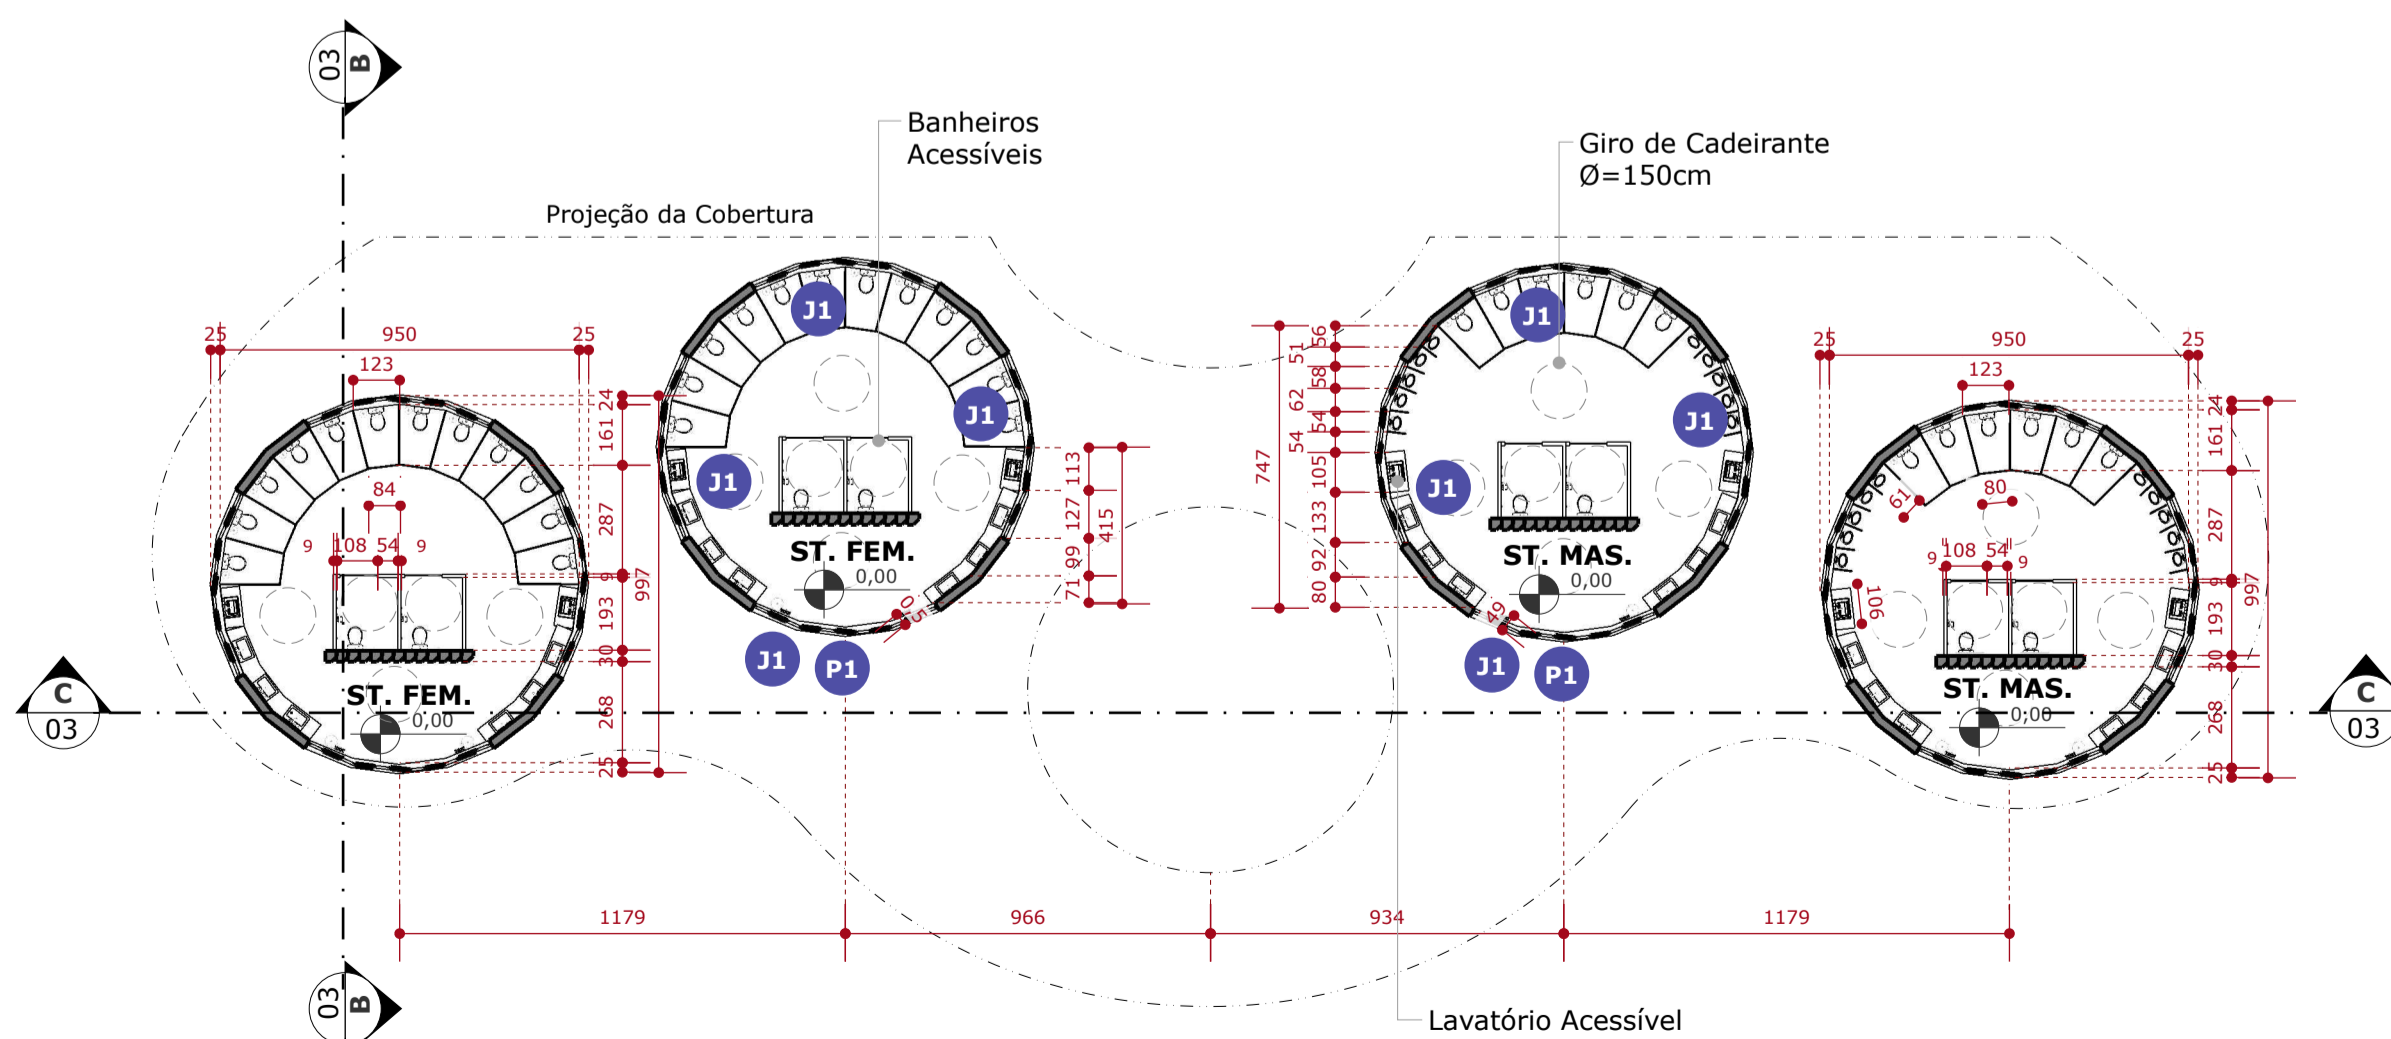 03
B
Banheiros
Acessíveis
Giro de Cadeirante
Ø=150cm
Projeção da Cobertura
25
950
25
123
24
161
84
287
9
108
54
9
9
997
193
30
268
25
ST. FEM.
0,00
J1
J1
J1
113
127
415
99
71
ST. FEM.
0,00
J1
P1
747
56
51
58
62
54
54
105
133
92
80
J1
J1
J1
ST. MAS.
0,00
49
J1
P1
25
950
25
123
24
161
61
80
287
9
108
54
9
9
997
106
193
30
268
25
ST. MAS.
0,00
C
03
C
03
1179
966
934
1179
03
B
Lavatório Acessível